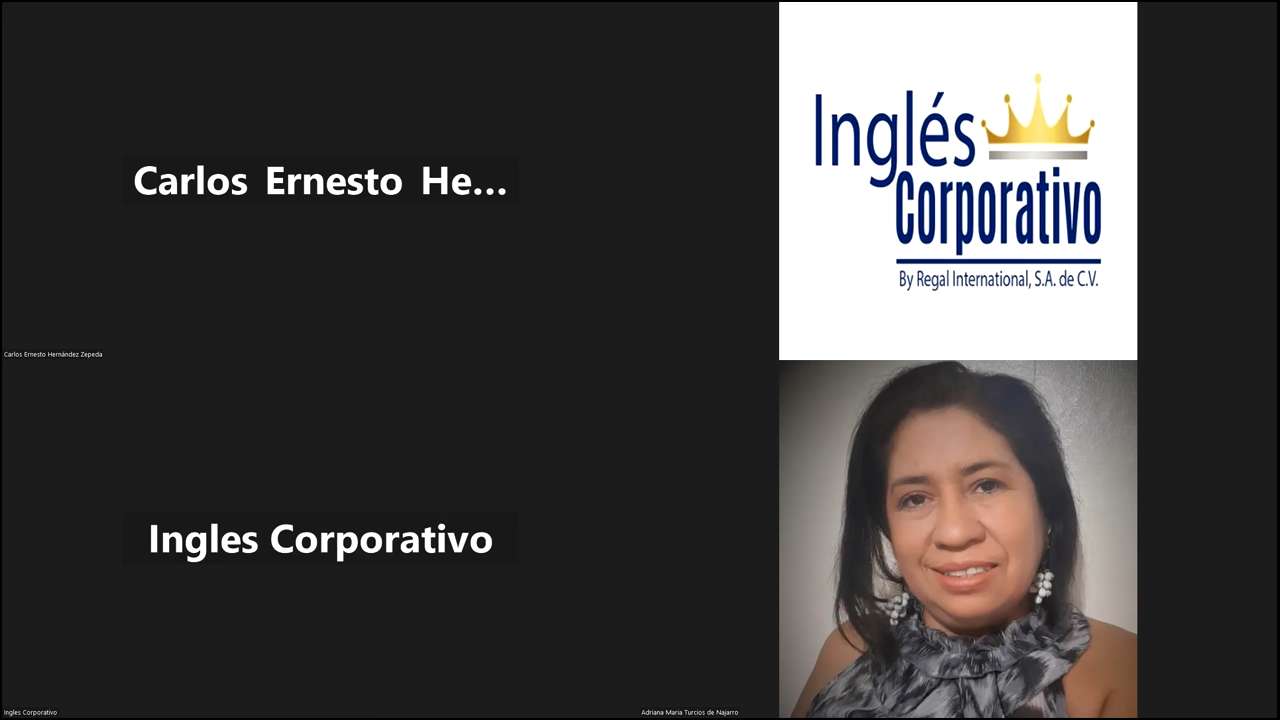 Carlos Ernesto He...
Carlos Ernesto Hernández Zepeda
Inglés
Corporativo
By Regal International, S.A. de C.V.
Ingles Corporativo
Ingles Corporativo
Adriana Maria Turcios de Najarro